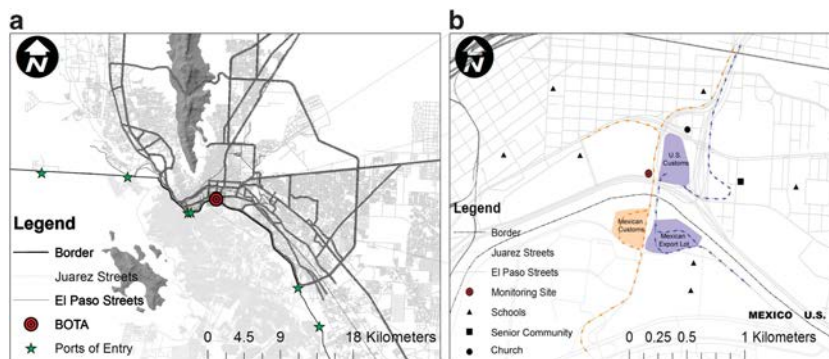 a
N
Legend
Border
Juarez Streets
El Paso Streets
BOTA
Ports of Entry
0 4.5 9 18 Kilometers
b
N
U.S.
Customs
Mexican
Customs
Mexican
Export Lot
Legend
Border
Juarez Streets
El Paso Streets
Monitoring Site
Schools
Senior Community
Church
MEXICO U.S.
0 0.25 0.5 1 Kilometers